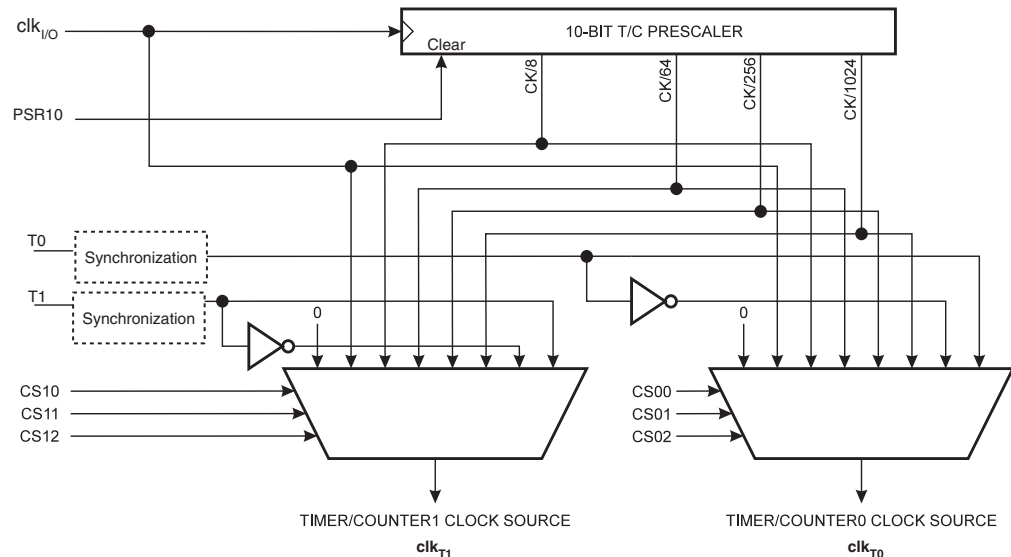 clkI/O
10-BIT T/C PRESCALER
Clear
CK/8
CK/64
CK/256
CK/1024
PSR10
T0
Synchronization
T1
Synchronization
0
0
CS10
CS11
CS12
CS00
CS01
CS02
TIMER/COUNTER1 CLOCK SOURCE
clkT1
TIMER/COUNTER0 CLOCK SOURCE
clkT0